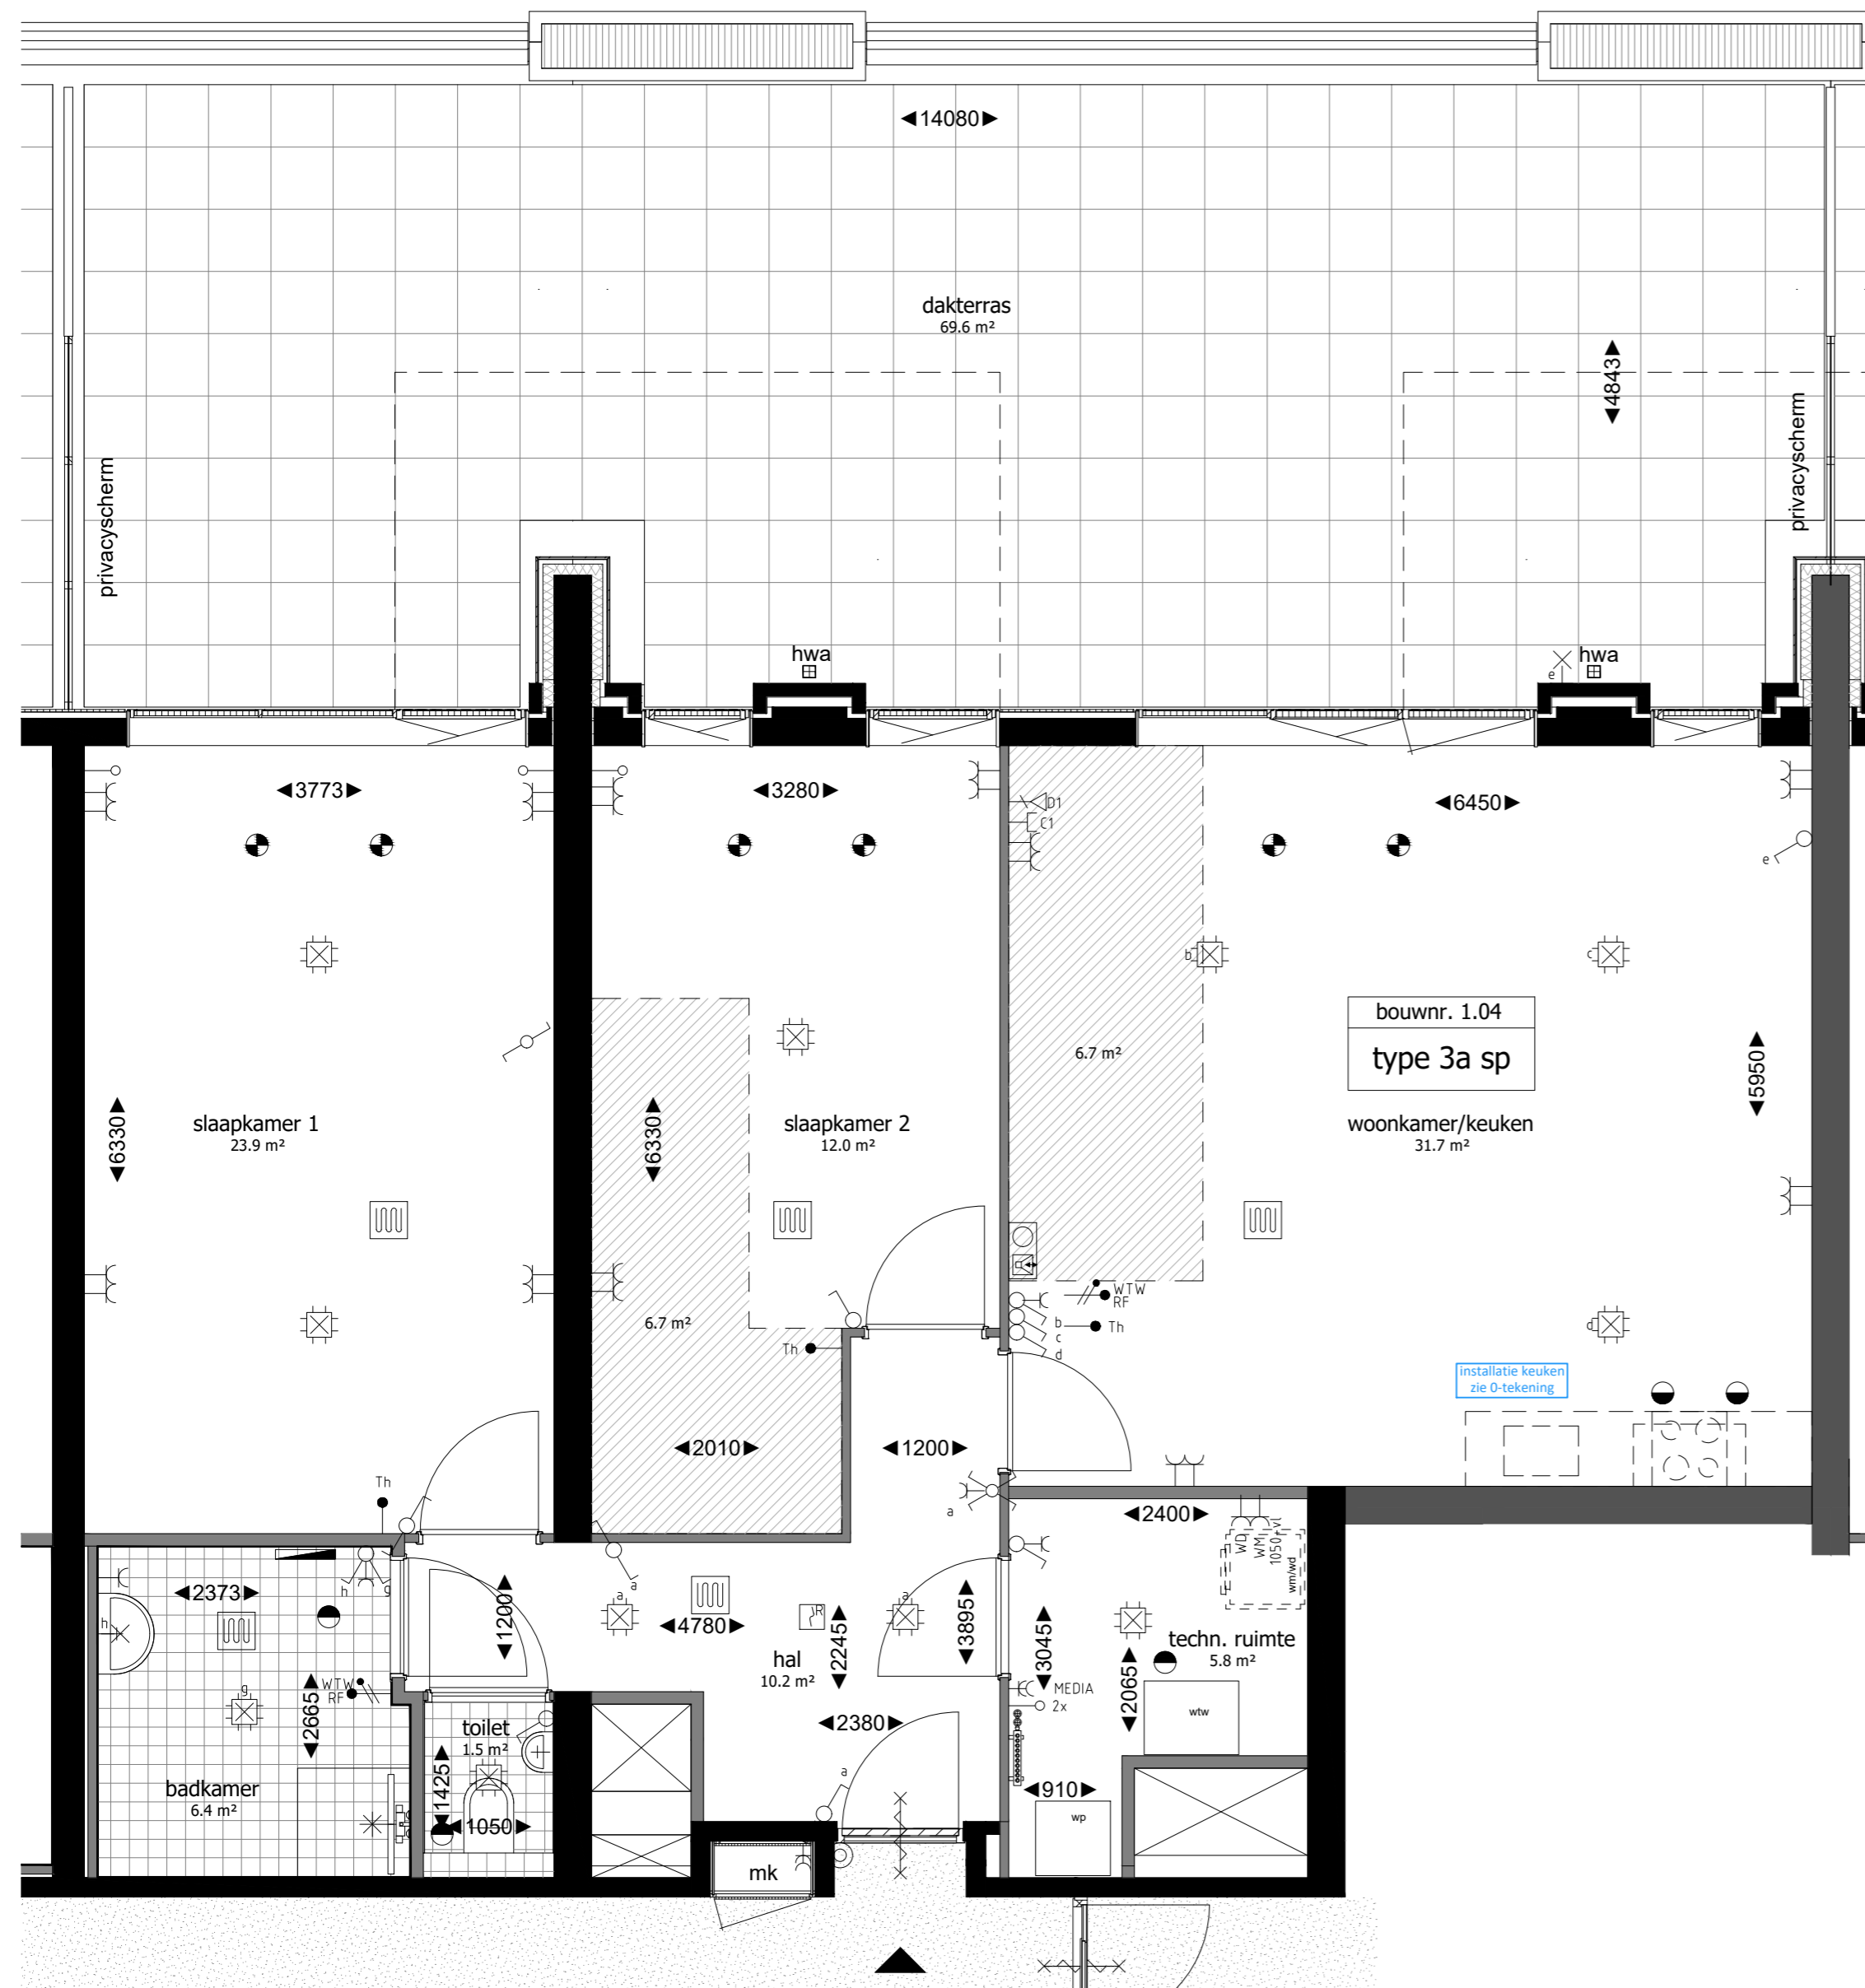 14080
dakterras
69.6 m²
4843
privacyscherm
privacyscherm
hwa
hwa
e
3773
3280
6450
D1
C1
e
b
c
bouwnr. 1.04
type 3a sp
6.7 m²
5950
6330
slaapkamer 1
23.9 m²
6330
slaapkamer 2
12.0 m²
woonkamer/keuken
31.7 m²
6.7 m²
WTW
RF
b
Th
c
d
d
Th
installatie keuken
zie 0-tekening
2010
1200
Th
a
2400
WD
WM
1050+vl
wm/wd
2373
h
g
h
1200
a
a
R
a
4780
2245
3895
3045
hal
10.2 m²
techn. ruimte
5.8 m²
2065
g
WTW
RF
2665
MEDIA
2x
wtw
toilet
1.5 m²
2380
1425
a
badkamer
6.4 m²
1050
910
wp
mk